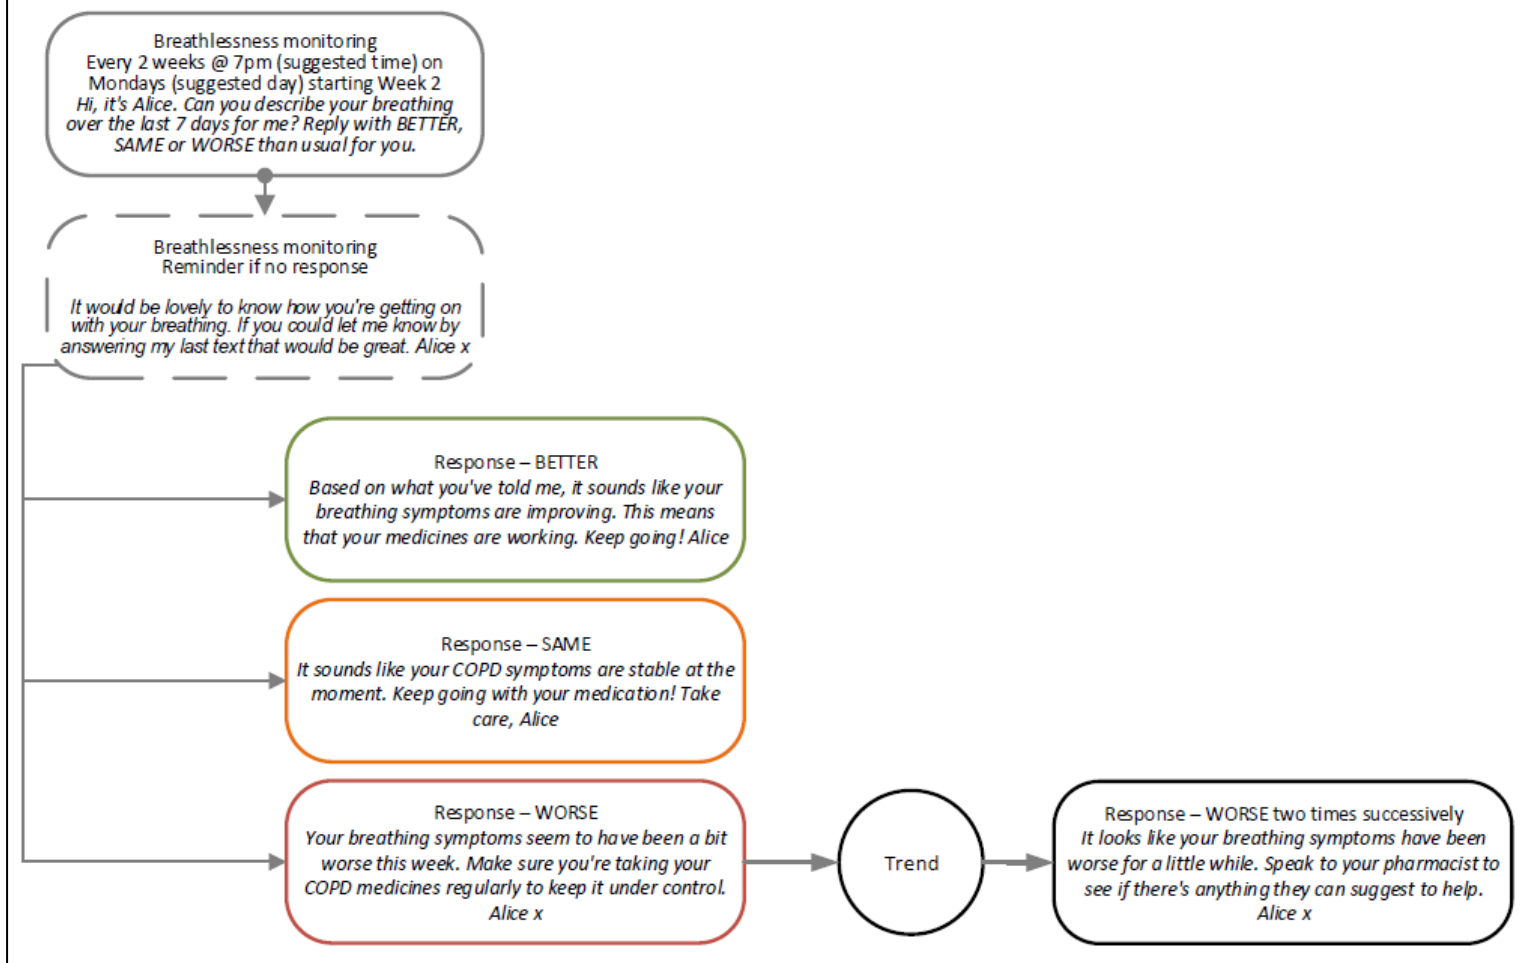 Breathlessness monitoring
Every 2 weeks @ 7pm (suggested time) on
Mondays (suggested day) starting Week 2
Hi, it's Alice. Can you describe your breathing
over the last 7 days for me? Reply with BETTER,
SAME or WORSE than usual for you.
Breathlessness monitoring
Reminder if no response
It would be lovely to know how you're getting on
with your breathing. If you could let me know by
answering my last text that would be great. Alice x
Response – BETTER
Based on what you've told me, it sounds like your
breathing symptoms are improving. This means
that your medicines are working. Keep going! Alice
Response – SAME
It sounds like your COPD symptoms are stable at the
moment. Keep going with your medication! Take
care, Alice
Response – WORSE
Your breathing symptoms seem to have been a bit
worse this week. Make sure you're taking your
COPD medicines regularly to keep it under control.
Alice x
Trend
Response – WORSE two times successively
It looks like your breathing symptoms have been
worse for a little while. Speak to your pharmacist to
see if there's anything they can suggest to help.
Alice x